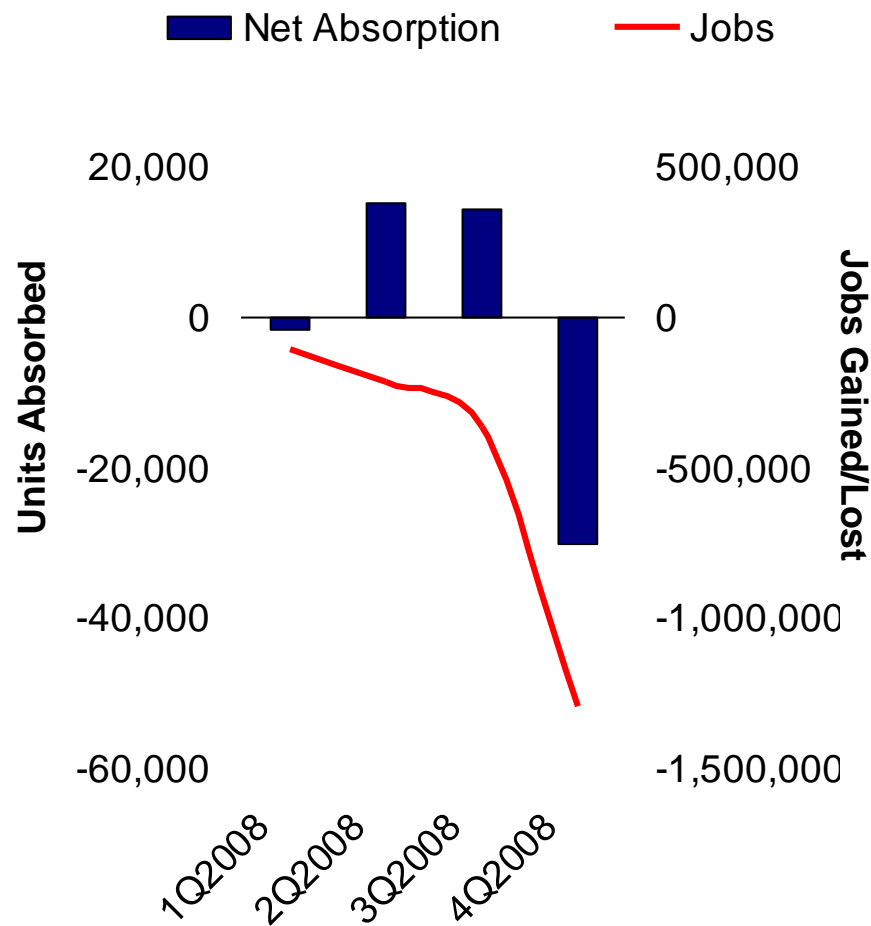 Net Absorption
Jobs
20,000
0
-20,000
-40,000
-60,000
Units Absorbed
500,000
0
-500,000
-1,000,000
-1,500,000
Jobs Gained/Lost
1Q2008
2Q2008
3Q2008
4Q2008